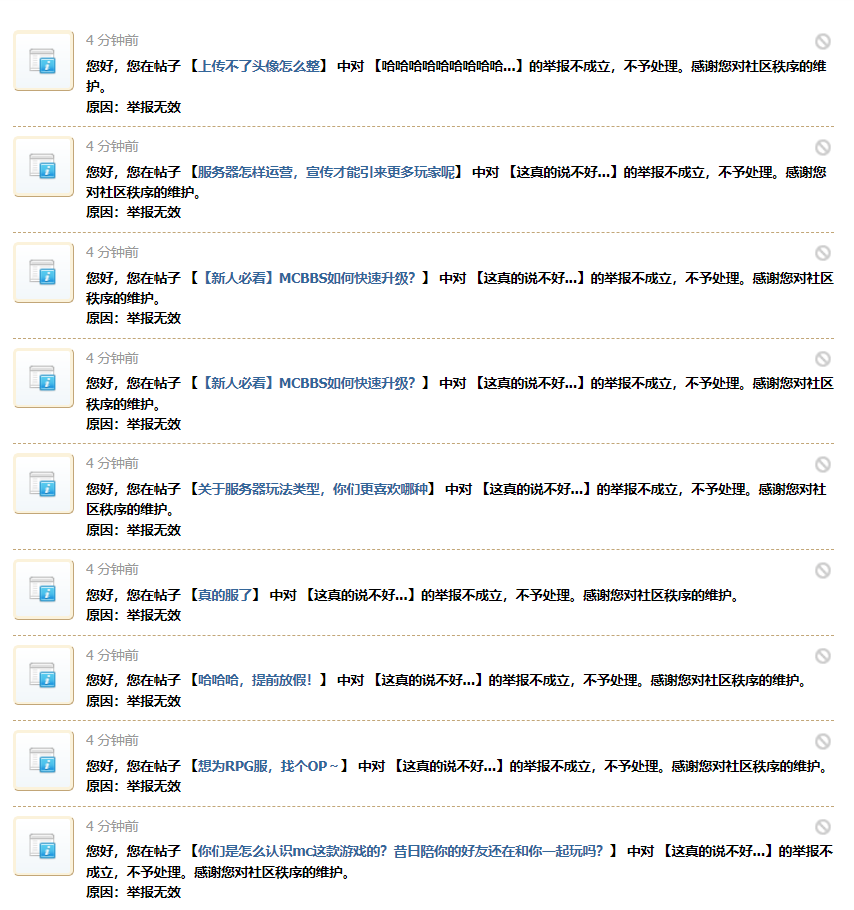 4 分钟前
您好，您在帖子 【上传不了头像怎么整】 中对 【哈哈哈哈哈哈哈哈哈...】的举报不成立，不予处理。感谢您对社区秩序的维
护。
原因：举报无效
4 分钟前
您好，您在帖子 【服务器怎样运营，宣传才能引来更多玩家呢】 中对 【这真的说不好...】的举报不成立，不予处理。感谢您
对社区秩序的维护。
原因：举报无效
4 分钟前
您好，您在帖子 【【新人必看】MCBBS如何快速升级？】 中对 【这真的说不好...】的举报不成立，不予处理。感谢您对社区
秩序的维护。
原因：举报无效
4 分钟前
您好，您在帖子 【【新人必看】MCBBS如何快速升级？】 中对 【这真的说不好...】的举报不成立，不予处理。感谢您对社区
秩序的维护。
原因：举报无效
4 分钟前
您好，您在帖子 【关于服务器玩法类型，你们更喜欢哪种】 中对 【这真的说不好...】的举报不成立，不予处理。感谢您对社
区秩序的维护。
原因：举报无效
4 分钟前
您好，您在帖子 【真的服了】 中对 【这真的说不好...】的举报不成立，不予处理。感谢您对社区秩序的维护。
原因：举报无效
4 分钟前
您好，您在帖子 【哈哈哈，提前放假！】 中对 【这真的说不好...】的举报不成立，不予处理。感谢您对社区秩序的维护。
原因：举报无效
4 分钟前
您好，您在帖子 【想为RPG服，找个OP～】 中对 【这真的说不好...】的举报不成立，不予处理。感谢您对社区秩序的维护。
原因：举报无效
4 分钟前
您好，您在帖子 【你们是怎么认识mc这款游戏的？昔日陪你的好友还在和你一起玩吗？】 中对 【这真的说不好...】的举报不
成立，不予处理。感谢您对社区秩序的维护。
原因：举报无效